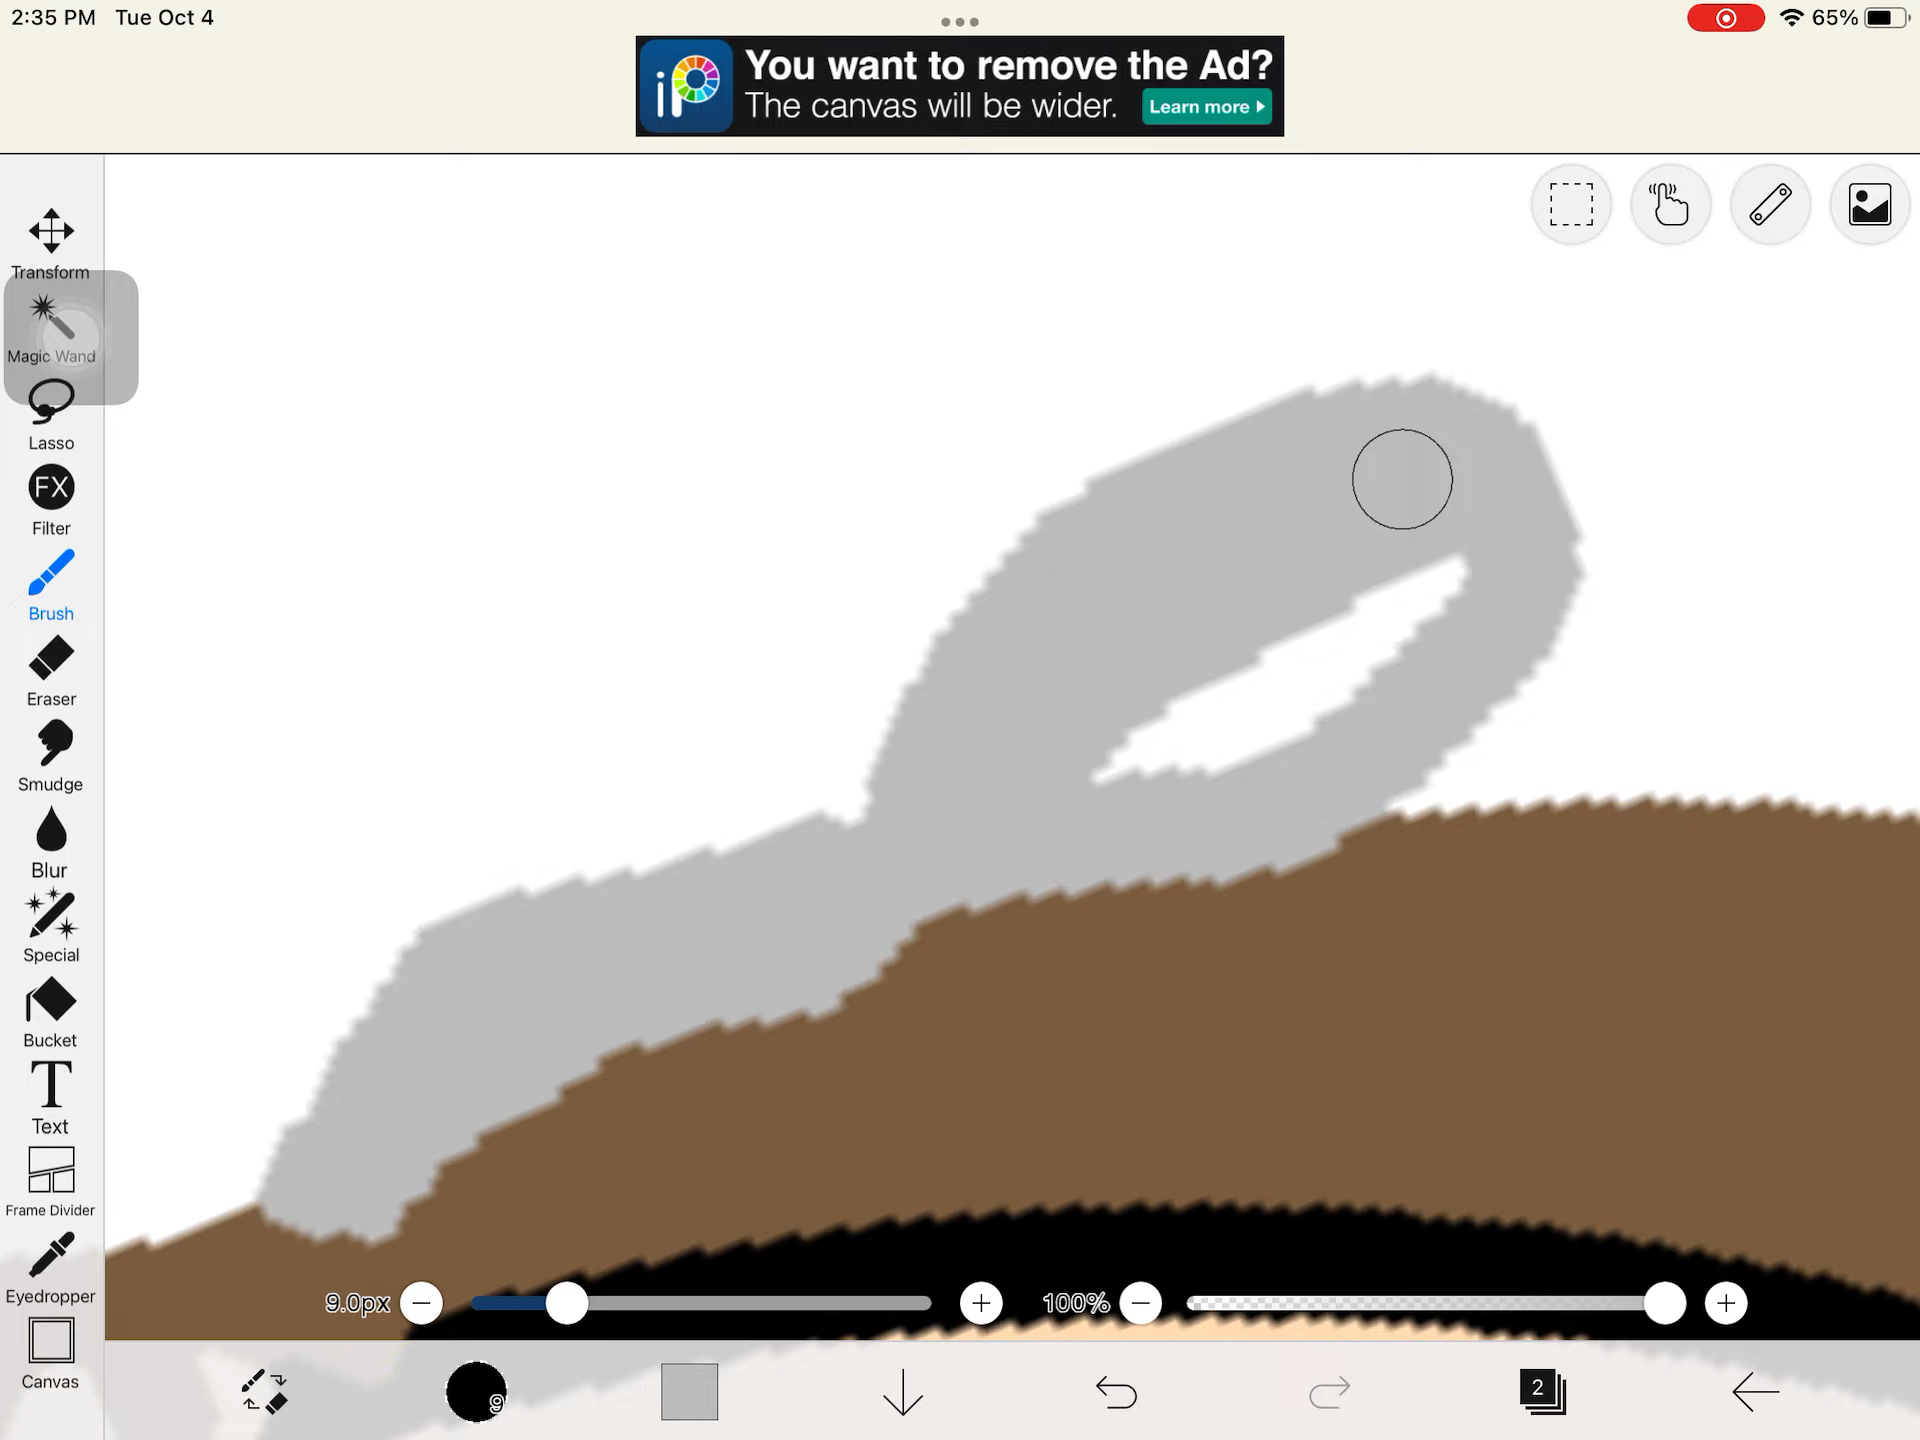 2:35 PM Tue Oct 4
65%
iP
You want to remove the Ad?
The canvas will be wider.
Learn more
Transform
Magic Wand
Lasso
FX
Filter
Brush
Eraser
Smudge
Blur
Special
Bucket
T
Text
Frame Divider
Eyedropper
Canvas
9.0px
100%
9
2